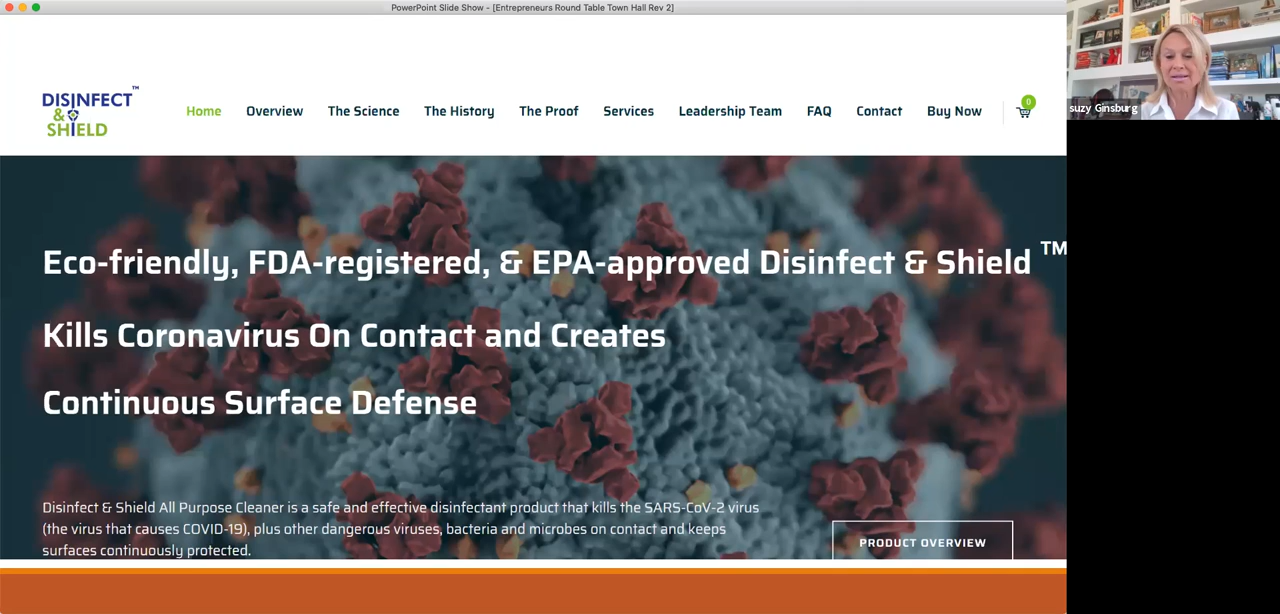 PowerPoint Slide Show - [Entrepreneurs Round Table Town Hall Rev 2]
suzy Ginsburg
DISINFECT™
&
SHIELD
Home Overview The Science The History The Proof Services Leadership Team FAQ Contact Buy Now 0
Eco-friendly, FDA-registered, & EPA-approved Disinfect & Shield ™
Kills Coronavirus On Contact and Creates
Continuous Surface Defense
Disinfect & Shield All Purpose Cleaner is a safe and effective disinfectant product that kills the SARS-CoV-2 virus
(the virus that causes COVID-19), plus other dangerous viruses, bacteria and microbes on contact and keeps
surfaces continuously protected.
PRODUCT OVERVIEW